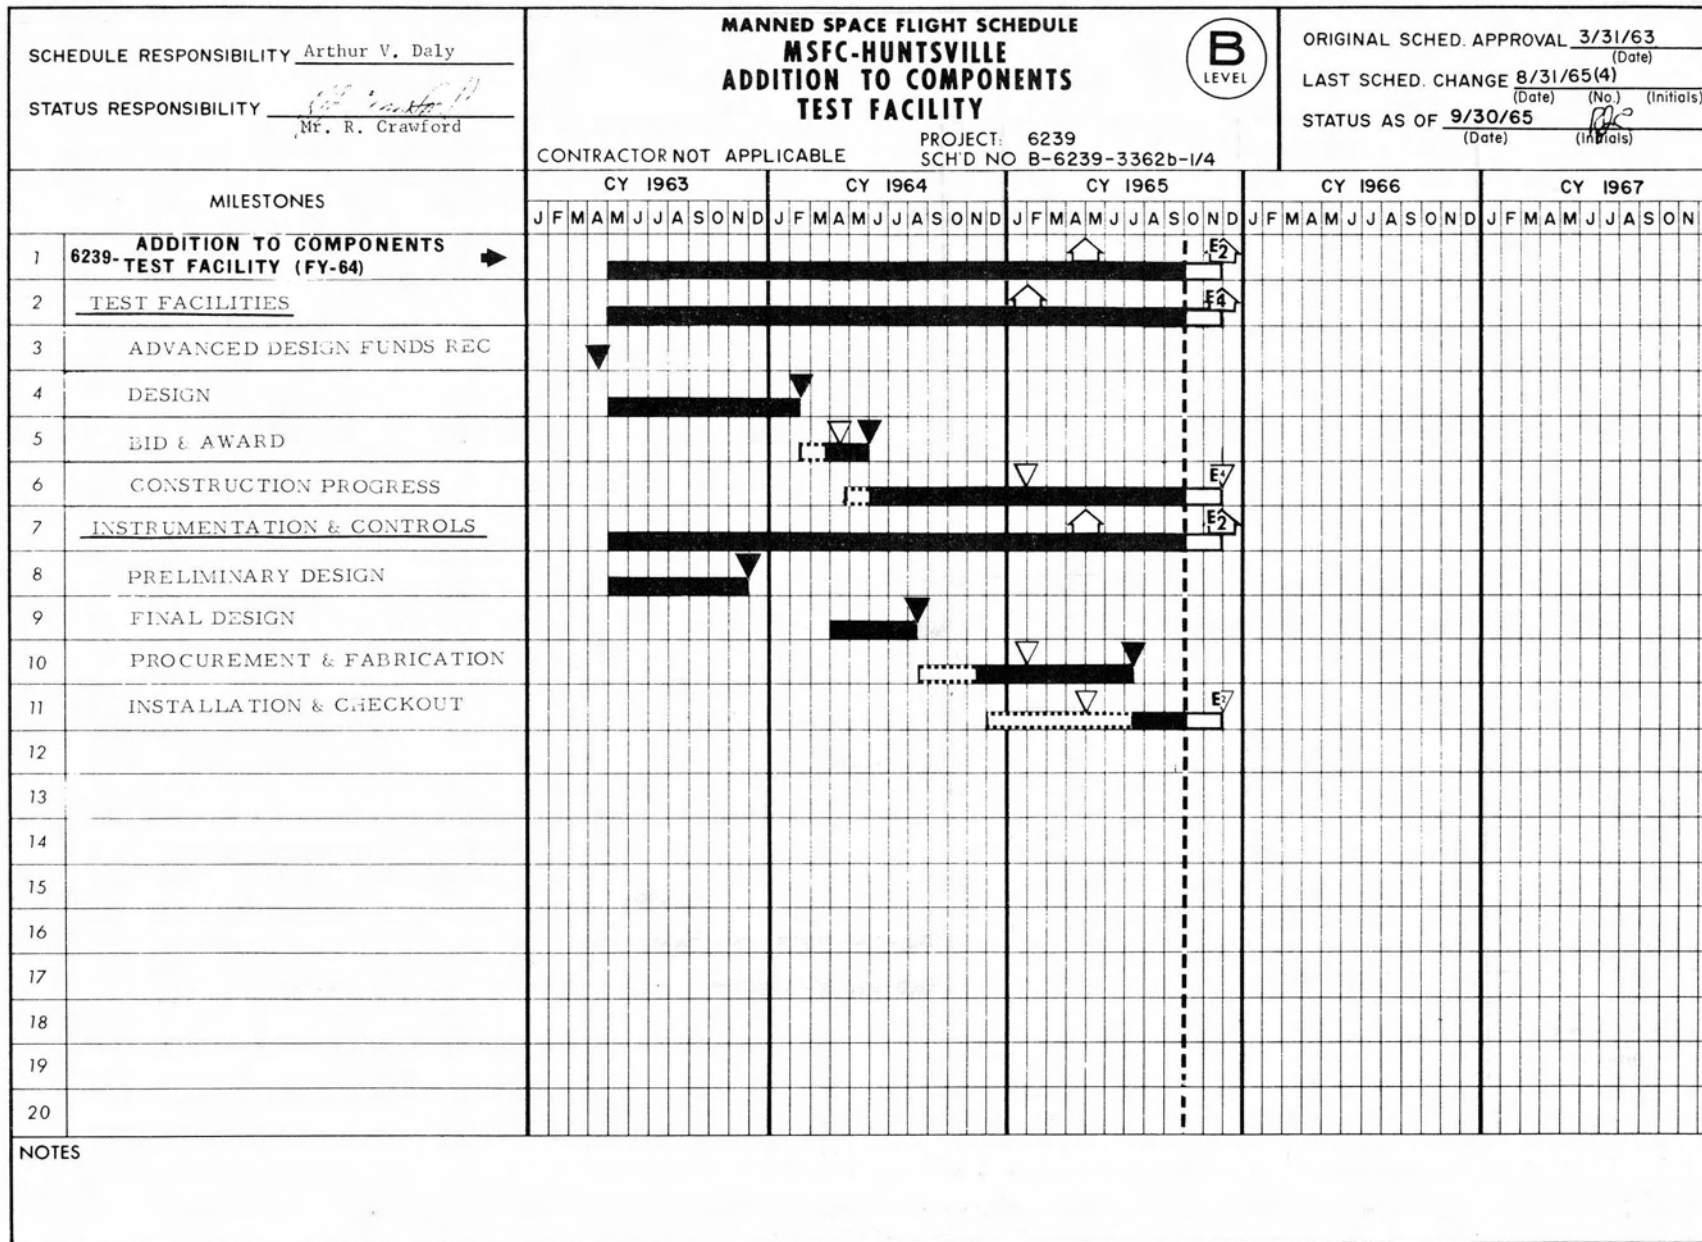 SCHEDULE RESPONSIBILITY Arthur V. Daly
STATUS RESPONSIBILITY
Mr. R. Crawford
MANNED SPACE FLIGHT SCHEDULE
MSFC-HUNTSVILLE
ADDITION TO COMPONENTS
TEST FACILITY
PROJECT: 6239
CONTRACTOR NOT APPLICABLE SCH'D NO B-6239-3362b-1/4
B
LEVEL
ORIGINAL SCHED. APPROVAL 3/31/63
(Date)
LAST SCHED. CHANGE 8/31/65(4)
(Date) (No.) (Initials)
STATUS AS OF 9/30/65
(Date) (Initials)
MILESTONES
CY 1963 CY 1964 CY 1965 CY 1966 CY 1967
J F M A M J J A S O N D J F M A M J J A S O N D J F M A M J J A S O N D J F M A M J J A S O N D J F M A M J J A S O N
1 6239- ADDITION TO COMPONENTS
TEST FACILITY (FY-64) E2
2 TEST FACILITIES E4
3 ADVANCED DESIGN FUNDS REC
4 DESIGN
5 BID & AWARD
6 CONSTRUCTION PROGRESS E4
7 INSTRUMENTATION & CONTROLS E2
8 PRELIMINARY DESIGN
9 FINAL DESIGN
10 PROCUREMENT & FABRICATION
11 INSTALLATION & CHECKOUT E2
12
13
14
15
16
17
18
19
20
NOTES